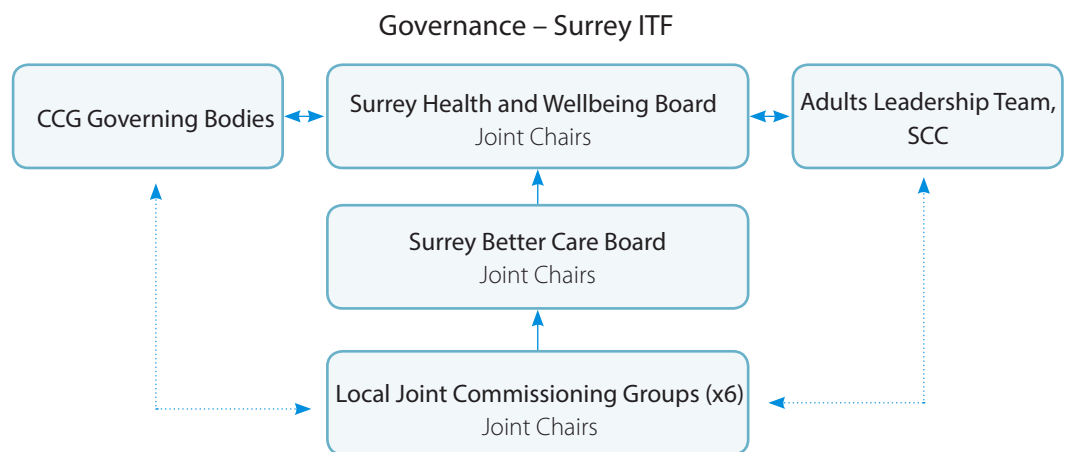 Governance – Surrey ITF
CCG Governing Bodies
Surrey Health and Wellbeing Board
Joint Chairs
Adults Leadership Team,
SCC
Surrey Better Care Board
Joint Chairs
Local Joint Commissioning Groups (x6)
Joint Chairs